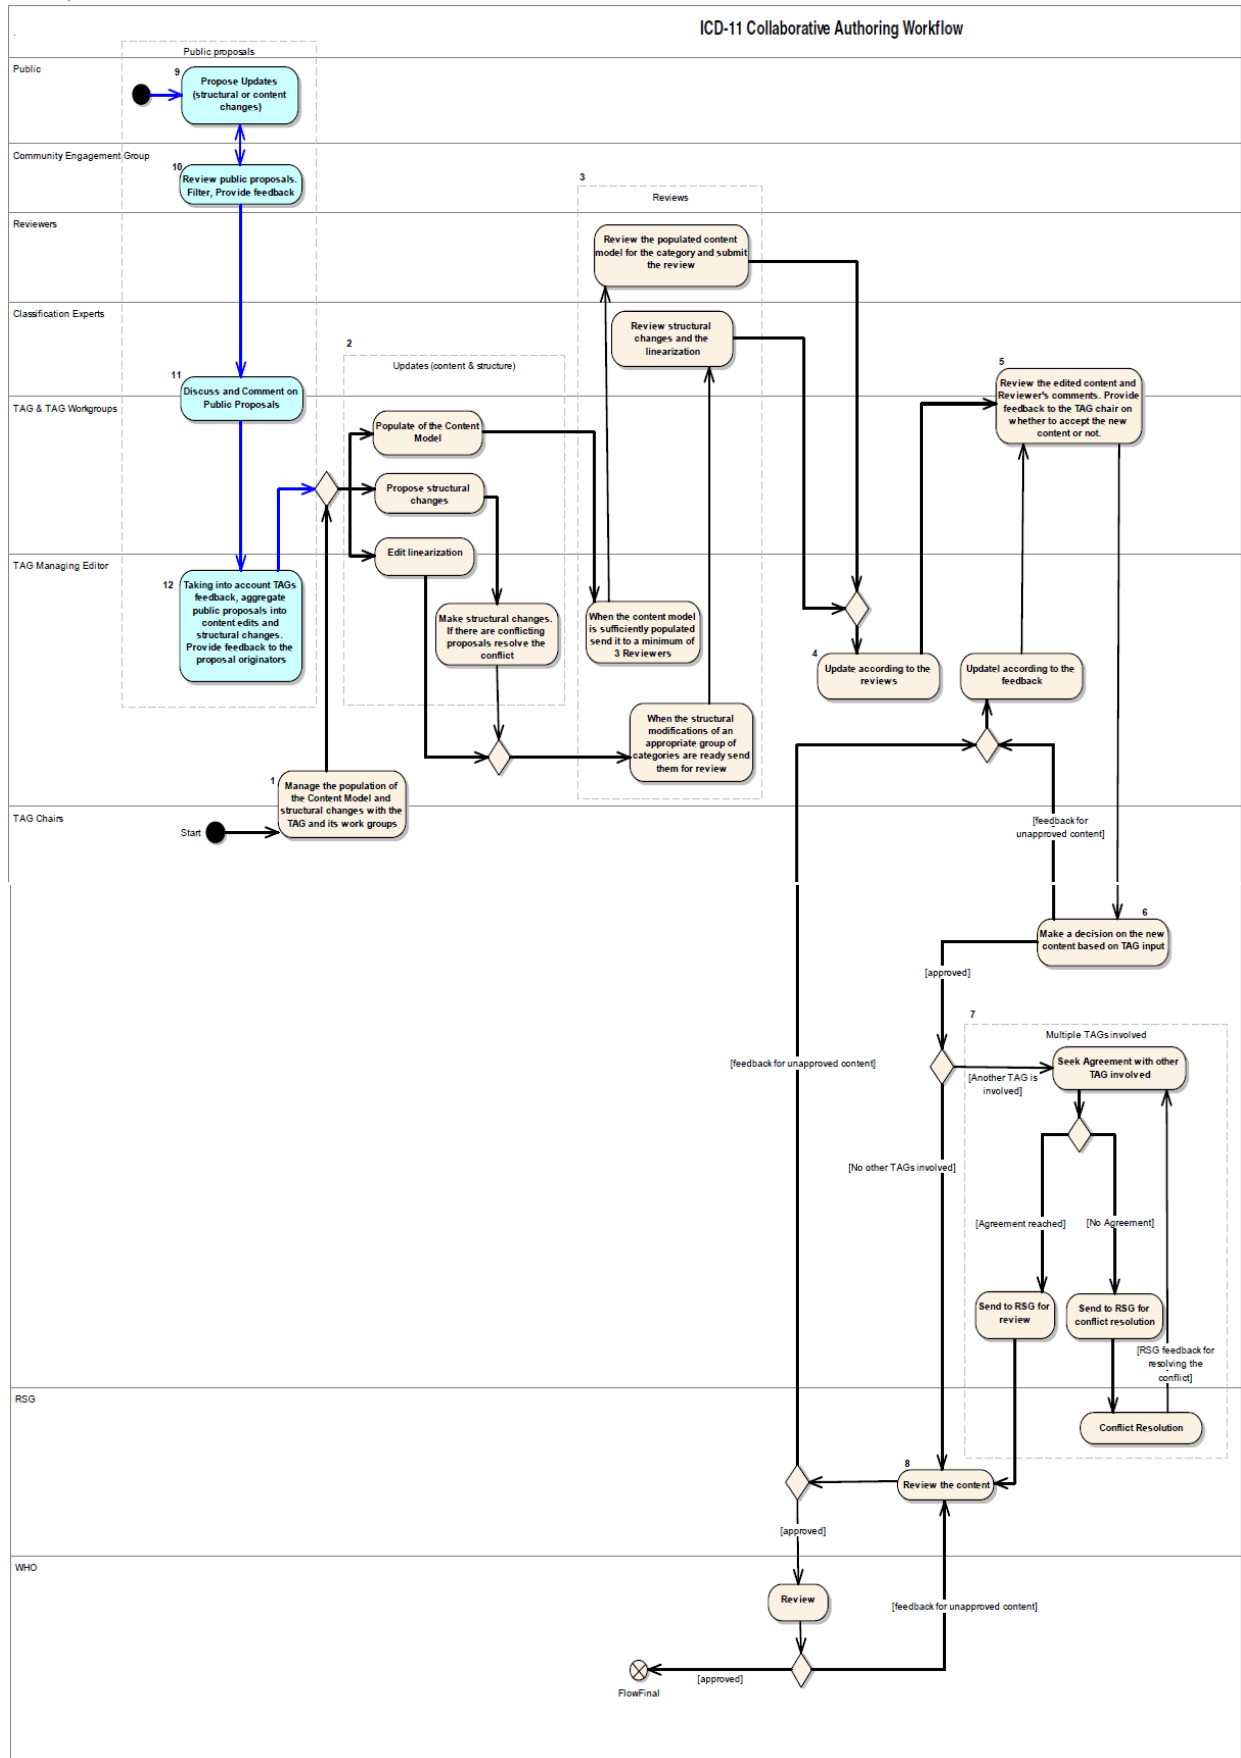 ICD-11 Collaborative Authoring Workflow
.
Public proposals
Public
9
Propose Updates
(structural or content
changes)
Community Engagement Group
10
Review public proposals.
Filter, Provide feedback
3
Reviews
Reviewers
Review the populated content
model for the category and submit
the review
Classification Experts
Review structural
changes and the
linearization
2
Updates (content & structure)
5
Review the edited content and
Reviewer's comments. Provide
feedback to the TAG chair on
whether to accept the new
content or not.
11
Discuss and Comment on
Public Proposals
TAG & TAG Workgroups
Populate of the Content
Model
Propose structural
changes
Edit linearization
TAG Managing Editor
12
Taking into account TAGs
feedback, aggregate
public proposals into
content edits and
structural changes.
Provide feedback to the
proposal originators
Make structural changes.
If there are conflicting
proposals resolve the
conflict
When the content model
is sufficiently populated
send it to a minimum of
3 Reviewers
4
Update according to the
reviews
Updatel according to the
feedback
When the structural
modifications of an
appropriate group of
categories are ready send
them for review
1
Manage the population of
the Content Model and
structural changes with the
TAG and its work groups
TAG Chairs
Start
[feedback for
unapproved content]
6
Make a decision on the new
content based on TAG input
[approved]
7
Multiple TAGs involved
Seek Agreement with other
TAG involved
[feedback for unapproved content]
[Another TAG is
involved]
[No other TAGs involved]
[Agreement reached]
[No Agreement]
Send to RSG for
review
Send to RSG for
conflict resolution
[RSG feedback for
resolving the
conflict]
RSG
Conflict Resolution
8
Review the content
[approved]
WHO
Review
[feedback for unapproved content]
[approved]
FlowFinal